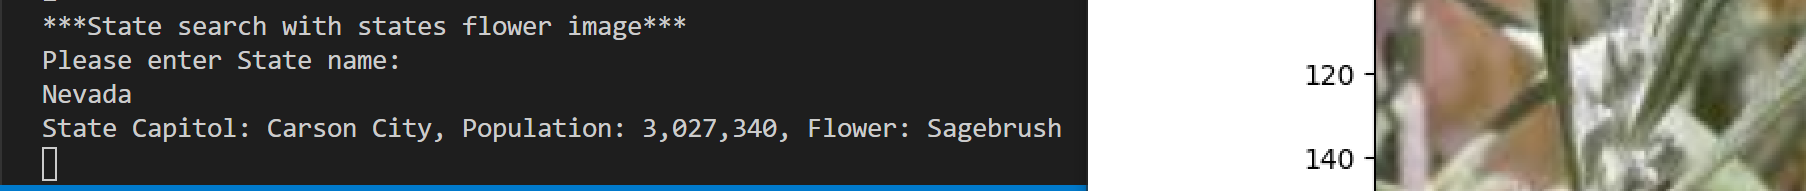 ***State search with states flower image***
Please enter State name:
Nevada
State Capitol: Carson City, Population: 3,027,340, Flower: Sagebrush
120
140